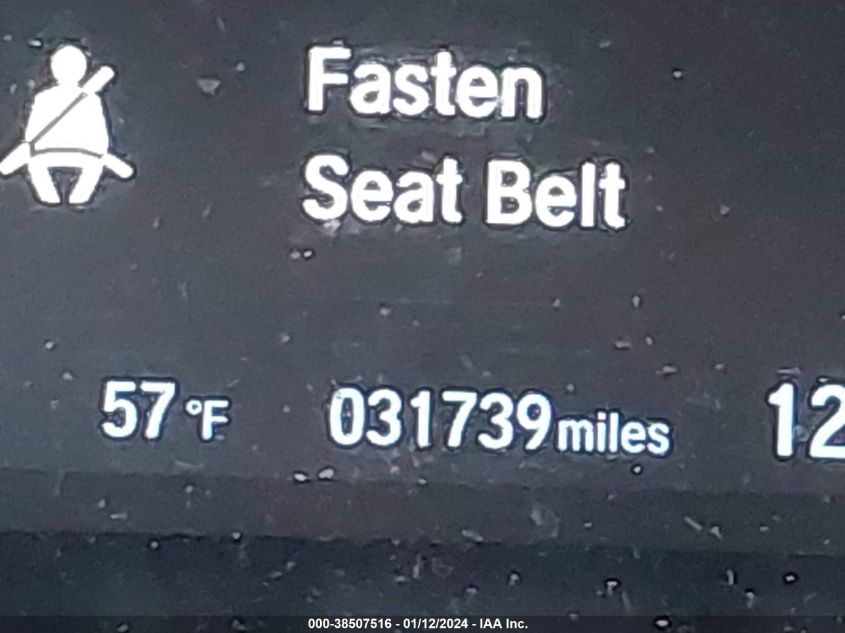 Fasten
Seat Belt
57 °F 031739 miles 12
000-38507516 - 01/12/2024 - IAA Inc.